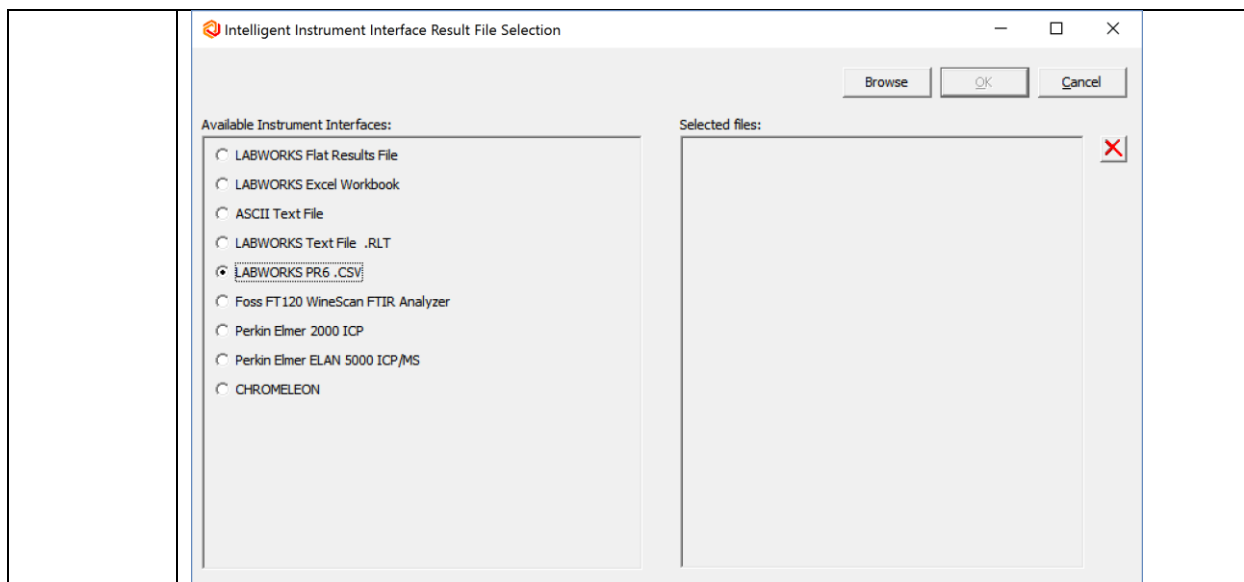 Intelligent Instrument Interface Result File Selection
Browse OK Cancel
Available Instrument Interfaces:
Selected files:
LABWORKS Flat Results File
LABWORKS Excel Workbook
ASCII Text File
LABWORKS Text File .RLT
LABWORKS PR6 .CSV
Foss FT120 WineScan FTIR Analyzer
Perkin Elmer 2000 ICP
Perkin Elmer ELAN 5000 ICP/MS
CHROMELEON